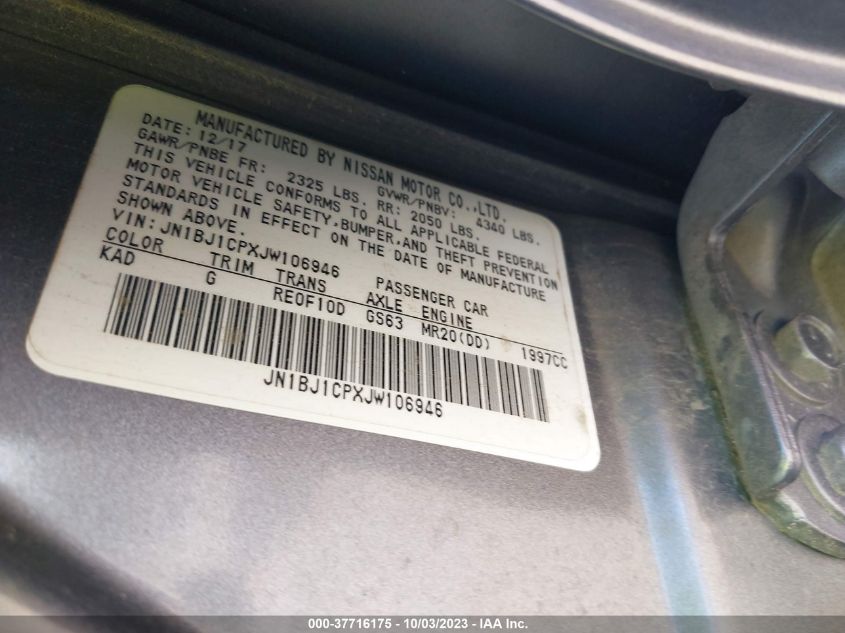 MANUFACTURED BY NISSAN MOTOR CO.,LTD.
DATE: 12/17 GVWR/PNBV: 4340 LBS.
GAWR/PNBE FR: 2325 LBS. RR: 2050 LBS.
THIS VEHICLE CONFORMS TO ALL APPLICABLE FEDERAL
MOTOR VEHICLE SAFETY,BUMPER,AND THEFT PREVENTION
STANDARDS IN EFFECT ON THE DATE OF MANUFACTURE
SHOWN ABOVE.
VIN: JN1BJ1CPXJW106946 PASSENGER CAR
COLOR TRIM TRANS AXLE ENGINE
KAD G RE0F10D GS63 MR20(DD) 1997CC
JN1BJ1CPXJW106946
000-37716175 - 10/03/2023 - IAA Inc.